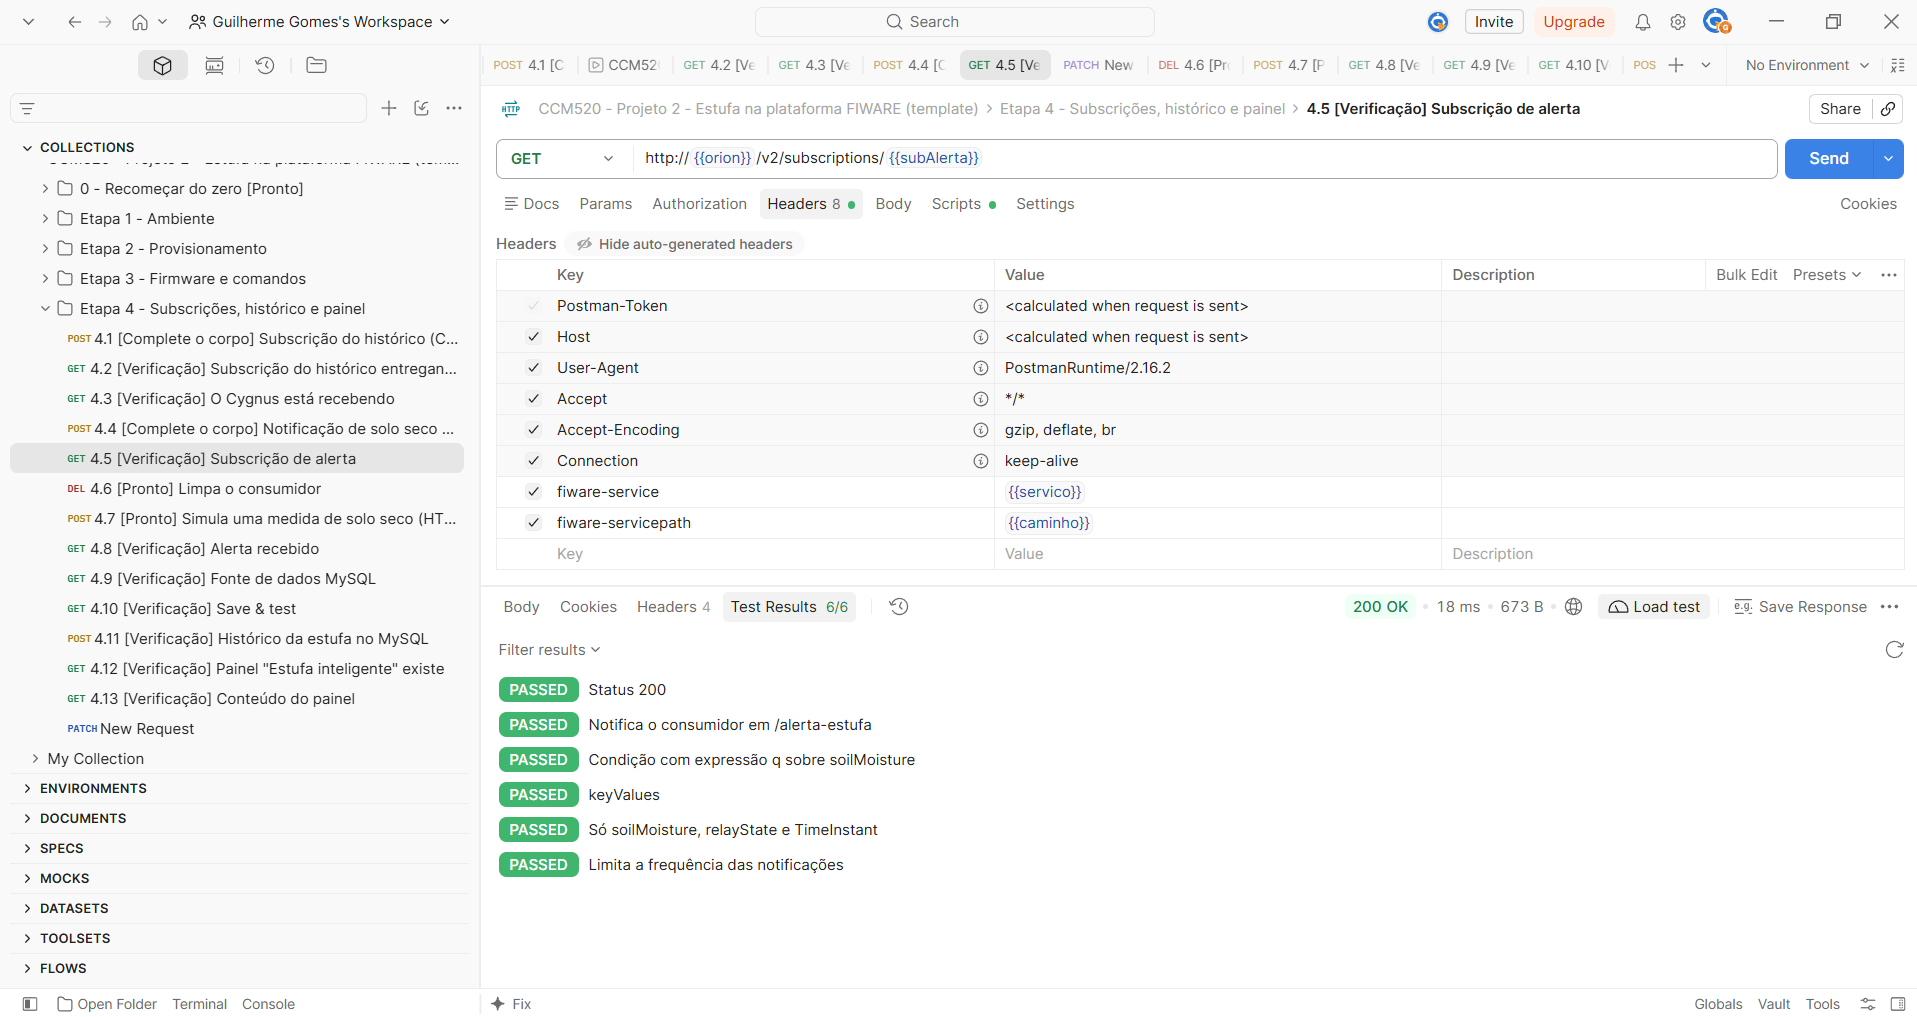 Guilherme Gomes's Workspace
Search
Invite
Upgrade
POST 4.1 [C
CCM52
GET 4.2 [Ve
GET 4.3 [Ve
POST 4.4 [C
GET 4.5 [Ve
PATCH New
DEL 4.6 [Pr
POST 4.7 [P
GET 4.8 [Ve
GET 4.9 [Ve
GET 4.10 [V
POS
No Environment
COLLECTIONS
0 - Recomeçar do zero [Pronto]
Etapa 1 - Ambiente
Etapa 2 - Provisionamento
Etapa 3 - Firmware e comandos
Etapa 4 - Subscrições, histórico e painel
POST 4.1 [Complete o corpo] Subscrição do histórico (C...
GET 4.2 [Verificação] Subscrição do histórico entregan...
GET 4.3 [Verificação] O Cygnus está recebendo
POST 4.4 [Complete o corpo] Notificação de solo seco ...
GET 4.5 [Verificação] Subscrição de alerta
DEL 4.6 [Pronto] Limpa o consumidor
POST 4.7 [Pronto] Simula uma medida de solo seco (HT...
GET 4.8 [Verificação] Alerta recebido
GET 4.9 [Verificação] Fonte de dados MySQL
GET 4.10 [Verificação] Save & test
POST 4.11 [Verificação] Histórico da estufa no MySQL
GET 4.12 [Verificação] Painel "Estufa inteligente" existe
GET 4.13 [Verificação] Conteúdo do painel
PATCH New Request
My Collection
ENVIRONMENTS
DOCUMENTS
SPECS
MOCKS
DATASETS
TOOLSETS
FLOWS
HTTP CCM520 - Projeto 2 - Estufa na plataforma FIWARE (template) > Etapa 4 - Subscrições, histórico e painel > 4.5 [Verificação] Subscrição de alerta
Share
GET http:// {{orion}} /v2/subscriptions/ {{subAlerta}}
Send
Docs Params Authorization Headers 8 Body Scripts Settings
Cookies
Headers Hide auto-generated headers
Key Value Description Bulk Edit Presets
Postman-Token <calculated when request is sent>
Host <calculated when request is sent>
User-Agent PostmanRuntime/2.16.2
Accept */*
Accept-Encoding gzip, deflate, br
Connection keep-alive
fiware-service {{servico}}
fiware-servicepath {{caminho}}
Key Value Description
Body Cookies Headers 4 Test Results 6/6
200 OK 18 ms 673 B Load test e.g. Save Response
Filter results
PASSED Status 200
PASSED Notifica o consumidor em /alerta-estufa
PASSED Condição com expressão q sobre soilMoisture
PASSED keyValues
PASSED Só soilMoisture, relayState e TimeInstant
PASSED Limita a frequência das notificações
Open Folder Terminal Console
Fix
Globals Vault Tools